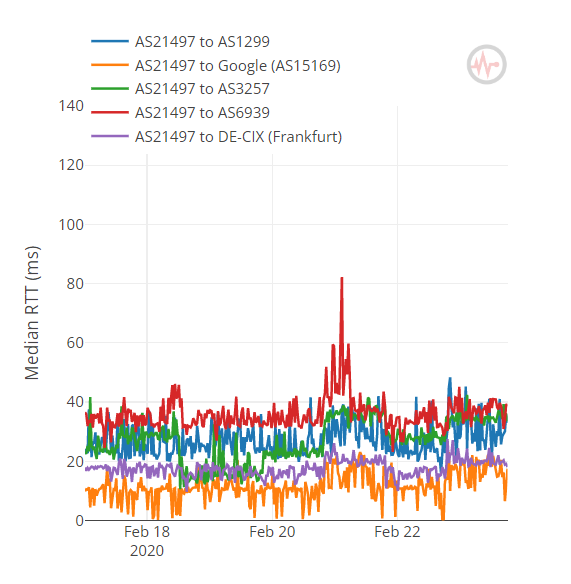 AS21497 to AS1299
AS21497 to Google (AS15169)
AS21497 to AS3257
AS21497 to AS6939
AS21497 to DE-CIX (Frankfurt)
140
120
100
80
60
40
20
0
Median RTT (ms)
Feb 18
2020
Feb 20
Feb 22